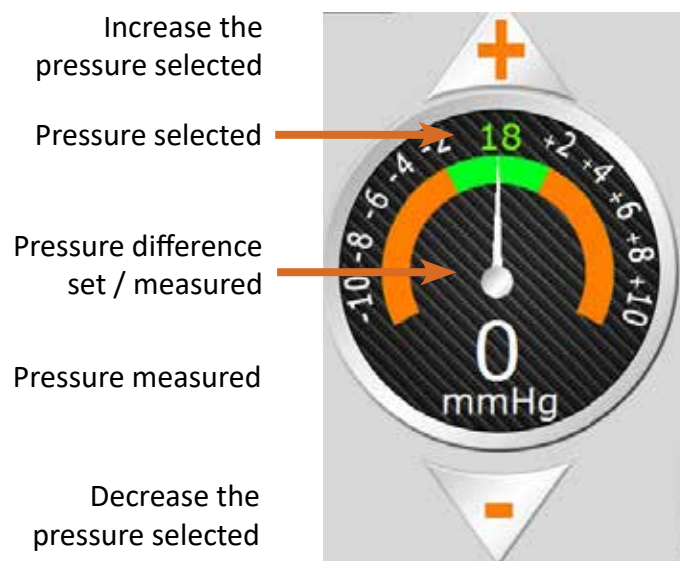 Increase the
pressure selected
+
Pressure selected
-10 -8 -6 -4 -2 18 +2 +4 +6 +8 +10
Pressure difference
set / measured
Pressure measured
0
mmHg
Decrease the
pressure selected
-